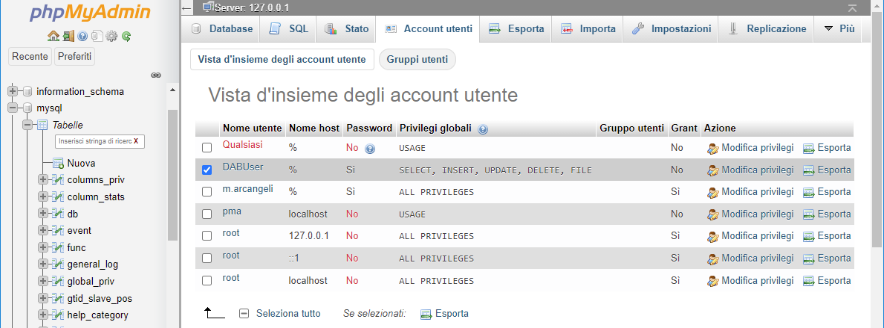 phpMyAdmin
Recente Preferiti
information_schema
mysql
Tabelle
Inserisci stringa di ricerc X
Nuova
columns_priv
column_stats
db
event
func
general_log
global_priv
gtid_slave_pos
help_category
Server: 127.0.0.1
Database SQL Stato Account utenti Esporta Importa Impostazioni Replicazione Più
Vista d'insieme degli account utente Gruppi utenti
Vista d'insieme degli account utente
Nome utente Nome host Password Privilegi globali Gruppo utenti Grant Azione
Qualsiasi % No USAGE No Modifica privilegi Esporta
DABUser % Sì SELECT, INSERT, UPDATE, DELETE, FILE No Modifica privilegi Esporta
m.arcangeli % Sì ALL PRIVILEGES Sì Modifica privilegi Esporta
pma localhost No USAGE No Modifica privilegi Esporta
root 127.0.0.1 No ALL PRIVILEGES Sì Modifica privilegi Esporta
root ::1 No ALL PRIVILEGES Sì Modifica privilegi Esporta
root localhost No ALL PRIVILEGES Sì Modifica privilegi Esporta
Seleziona tutto Se selezionati: Esporta